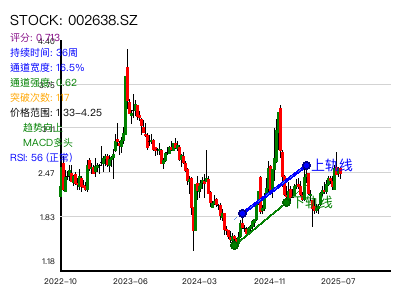 STOCK: 002638.SZ
评分: 0.713
4.40
持续时间: 36周
通道宽度: 16.5%
通道强度: 0.62
突破次数:
价格范围: 1.33-4.25
趋势向上
MACD多头
RSI: 56 (正常)
2.47
1.83
1.18
上轨线
下轨线
2022-10
2023-06
2024-03
2024-11
2025-07